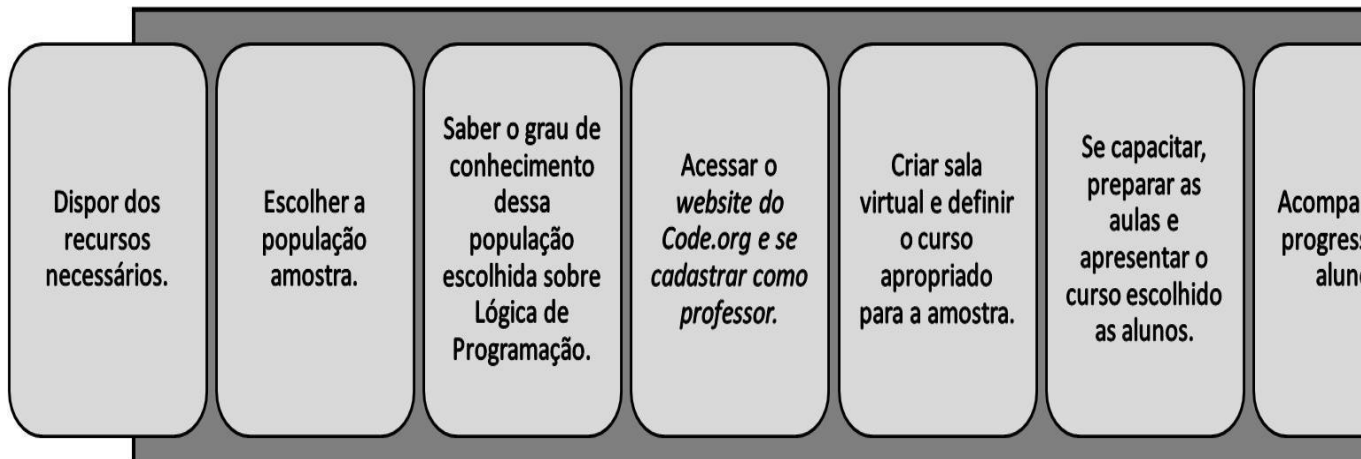 Dispor dos
recursos
necessários.
Escolher a
população
amostra.
Saber o grau de
conhecimento
dessa
população
escolhida sobre
Lógica de
Programação.
Acessar o
website do
Code.org e se
cadastrar como
professor.
Criar sala
virtual e definir
o curso
apropriado
para a amostra.
Se capacitar,
preparar as
aulas e
apresentar o
curso escolhido
as alunos.